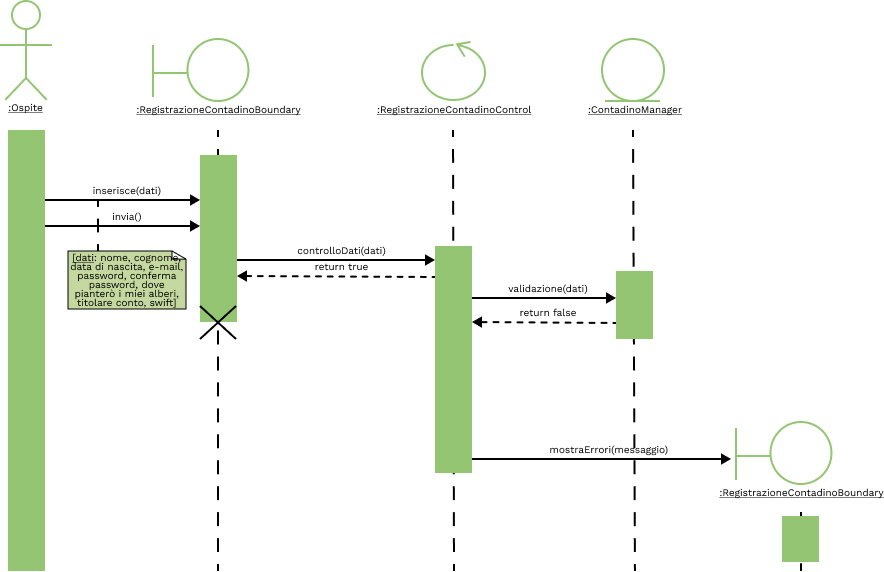 :Ospite
:RegistrazioneContadinoBoundary
:RegistrazioneContadinoControl
:ContadinoManager
inserisce(dati)
invia()
[dati: nome, cognome,
data di nascita, e-mail,
password, conferma
password, dove
pianterò i miei alberi,
titolare conto, swift]
controlloDati(dati)
return true
validazione(dati)
return false
mostraErrori(messaggio)
:RegistrazioneContadinoBoundary